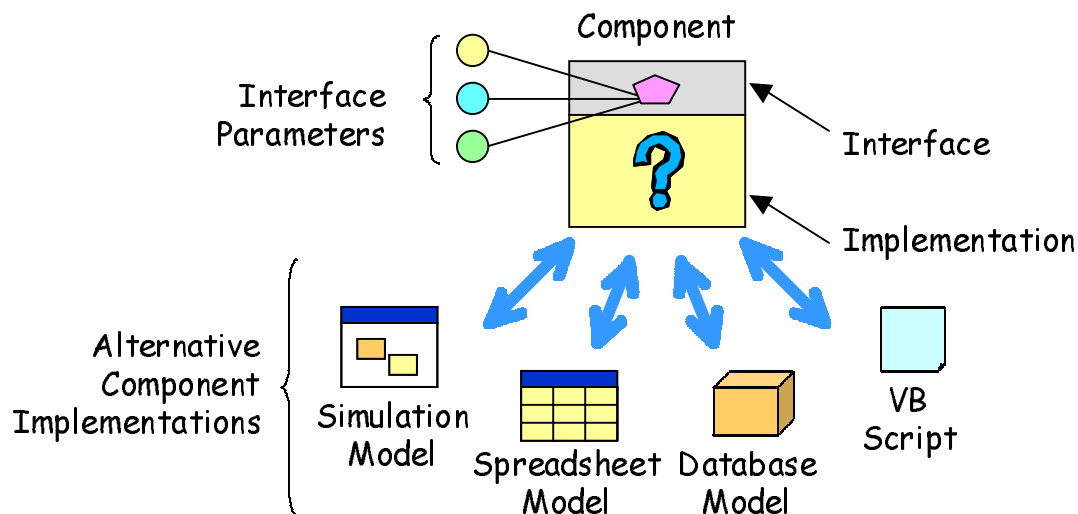 Component
Interface
Parameters
Interface
?
Implementation
Alternative
Component
Implementations
Simulation
Model
Spreadsheet
Model
Database
Model
VB
Script